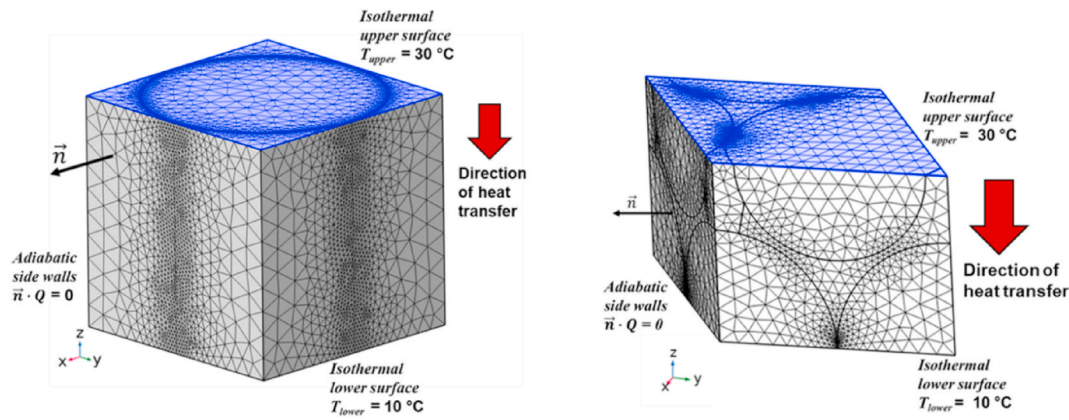 Isothermal
upper surface
T_upper = 30 °C
n
Direction
of heat
transfer
Adiabatic
side walls
n · Q = 0
z
x
y
Isothermal
lower surface
T_lower = 10 °C
Isothermal
upper surface
T_upper = 30 °C
n
Direction of
heat transfer
Adiabatic
side walls
n · Q = 0
z
x
y
Isothermal
lower surface
T_lower = 10 °C